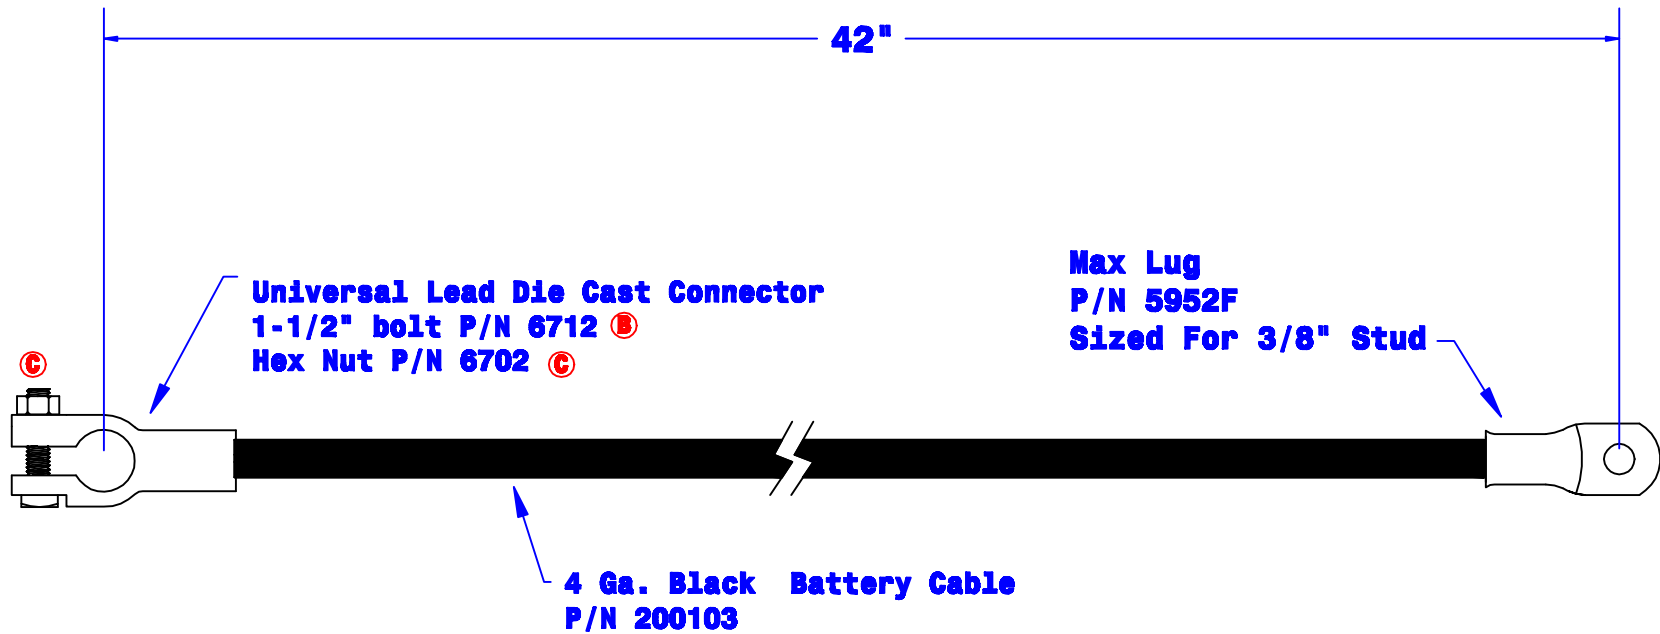 42"
Universal Lead Die Cast Connector
1-1/2" bolt P/N 6712 B
Hex Nut P/N 6702 C
C
Max Lug
P/N 5952F
Sized For 3/8" Stud
4 Ga. Black  Battery Cable
P/N 200103